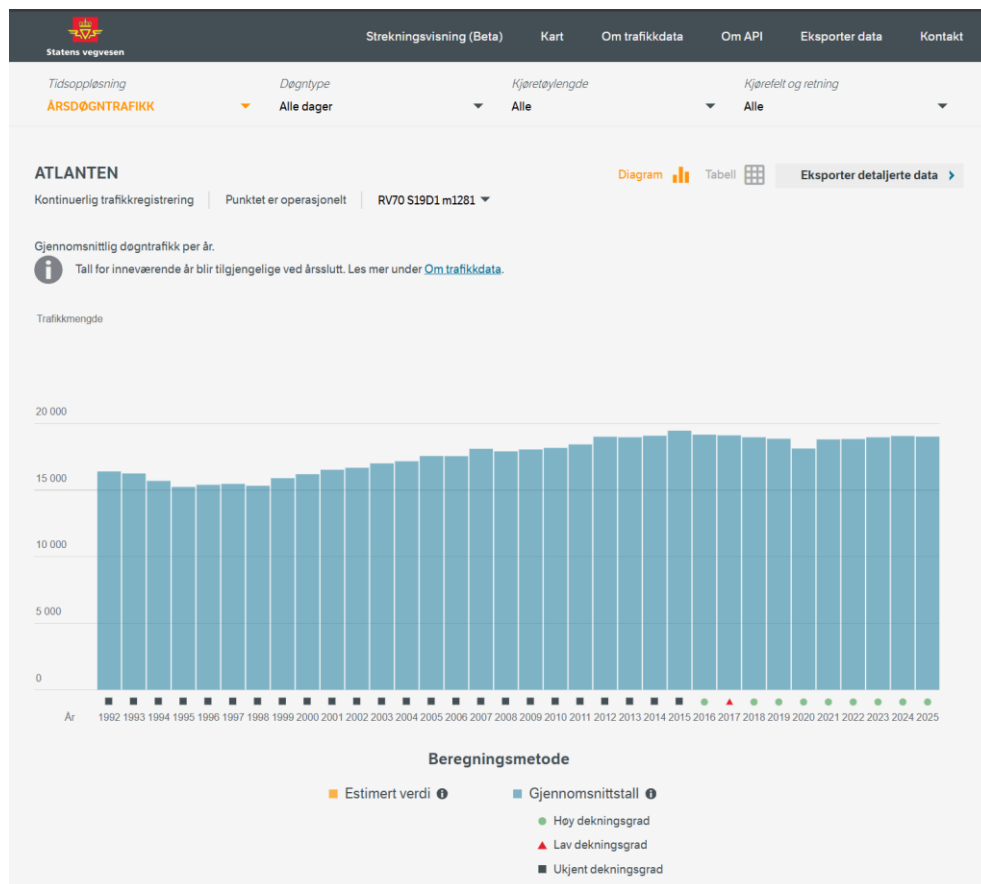 Statens vegvesen
Strekningsvisning (Beta) Kart Om trafikkdata Om API Eksporter data Kontakt
Tidsoppløsning Døgntype Kjøretøylengde Kjørefelt og retning
ÅRSDØGNTRAFIKK Alle dager Alle Alle
ATLANTEN
Diagram Tabell Eksporter detaljerte data
Kontinuerlig trafikkregistrering Punktet er operasjonelt RV70 S19D1 m1281
Gjennomsnittlig døgntrafikk per år.
Tall for inneværende år blir tilgjengelige ved årsslutt. Les mer under Om trafikkdata.
Trafikkmengde
20 000
15 000
10 000
5 000
0
År 1992 1993 1994 1995 1996 1997 1998 1999 2000 2001 2002 2003 2004 2005 2006 2007 2008 2009 2010 2011 2012 2013 2014 2015 2016 2017 2018 2019 2020 2021 2022 2023 2024 2025
Beregningsmetode
Estimert verdi Gjennomsnittstall
Høy dekningsgrad
Lav dekningsgrad
Ukjent dekningsgrad